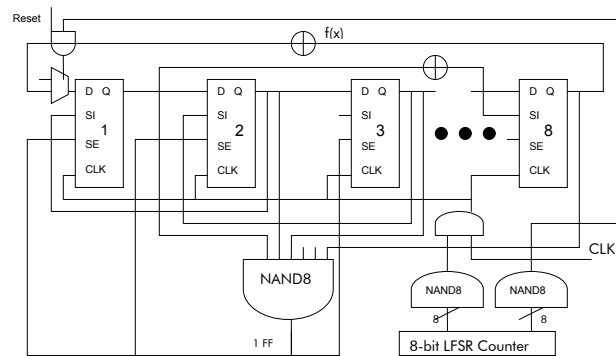 Reset
f(x)
D Q
SI
1
SE
CLK
D Q
SI
2
SE
CLK
D Q
SI
3
SE
CLK
D Q
SI
8
SE
CLK
NAND8
CLK
NAND8
NAND8
1 FF
8
8
8-bit LFSR Counter